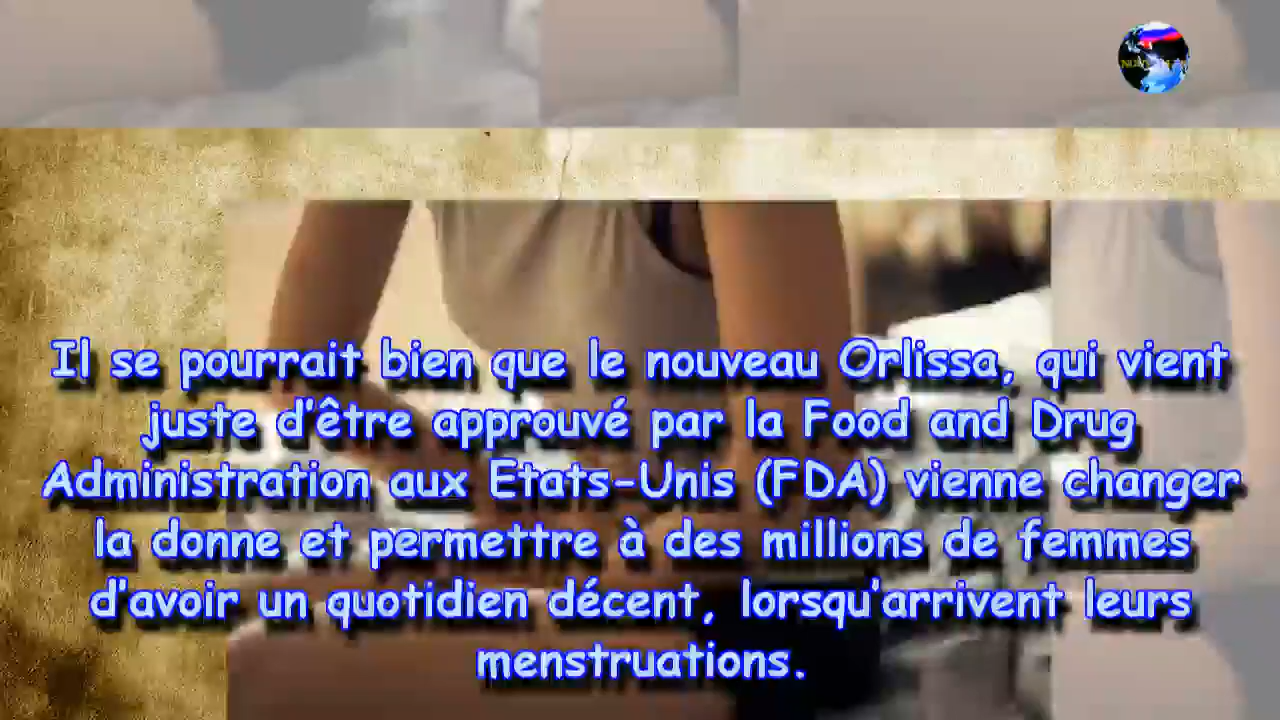 Il se pourrait bien que le nouveau Orlissa, qui vient
juste d'être approuvé par la Food and Drug
Administration aux Etats-Unis (FDA) vienne changer
la donne et permettre à des millions de femmes
d'avoir un quotidien décent, lorsqu'arrivent leurs
menstruations.